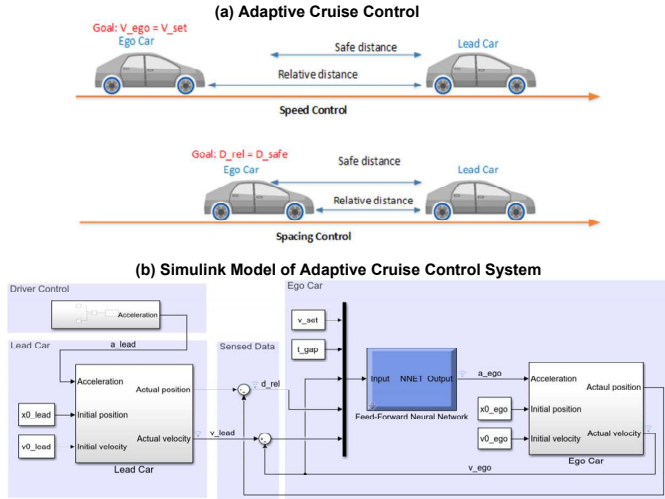 (a) Adaptive Cruise Control
Goal: V_ego = V_set
Ego Car
Safe distance
Lead Car
Relative distance
Speed Control
Goal: D_rel = D_safe
Ego Car
Safe distance
Lead Car
Relative distance
Spacing Control
(b) Simulink Model of Adaptive Cruise Control System
Driver Control
Acceleration
a_lead
Lead Car
Acceleration
x0_lead
Initial position
v0_lead
Initial velocity
Actual position
Actual velocity
Lead Car
Sensed Data
d_rel
v_lead
Ego Car
v_set
t_gap
Input
NNET Output
Feed-Forward Neural Network
a_ego
Acceleration
x0_ego
Initial position
v0_ego
Initial velocity
Actaul position
Actual velocity
Ego Car
v_ego